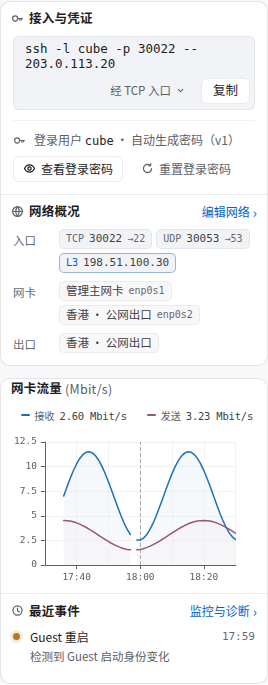 接入与凭证
ssh -l cube -p 30022 --
203.0.113.20
经 TCP 入口
复制
登录用户 cube · 自动生成密码（v1）
查看登录密码 重置登录密码
网络概况 编辑网络 ›
入口 TCP 30022 →22 UDP 30053 →53
L3 198.51.100.30
网卡 管理主网卡 enp0s1
香港 · 公网出口 enp0s2
出口 香港 · 公网出口
网卡流量 (Mbit/s)
接收 2.60 Mbit/s 发送 3.23 Mbit/s
12.5
10
7.5
5
2.5
0
17:40 18:00 18:20
最近事件 监控与诊断 ›
Guest 重启 17:59
检测到 Guest 启动身份变化